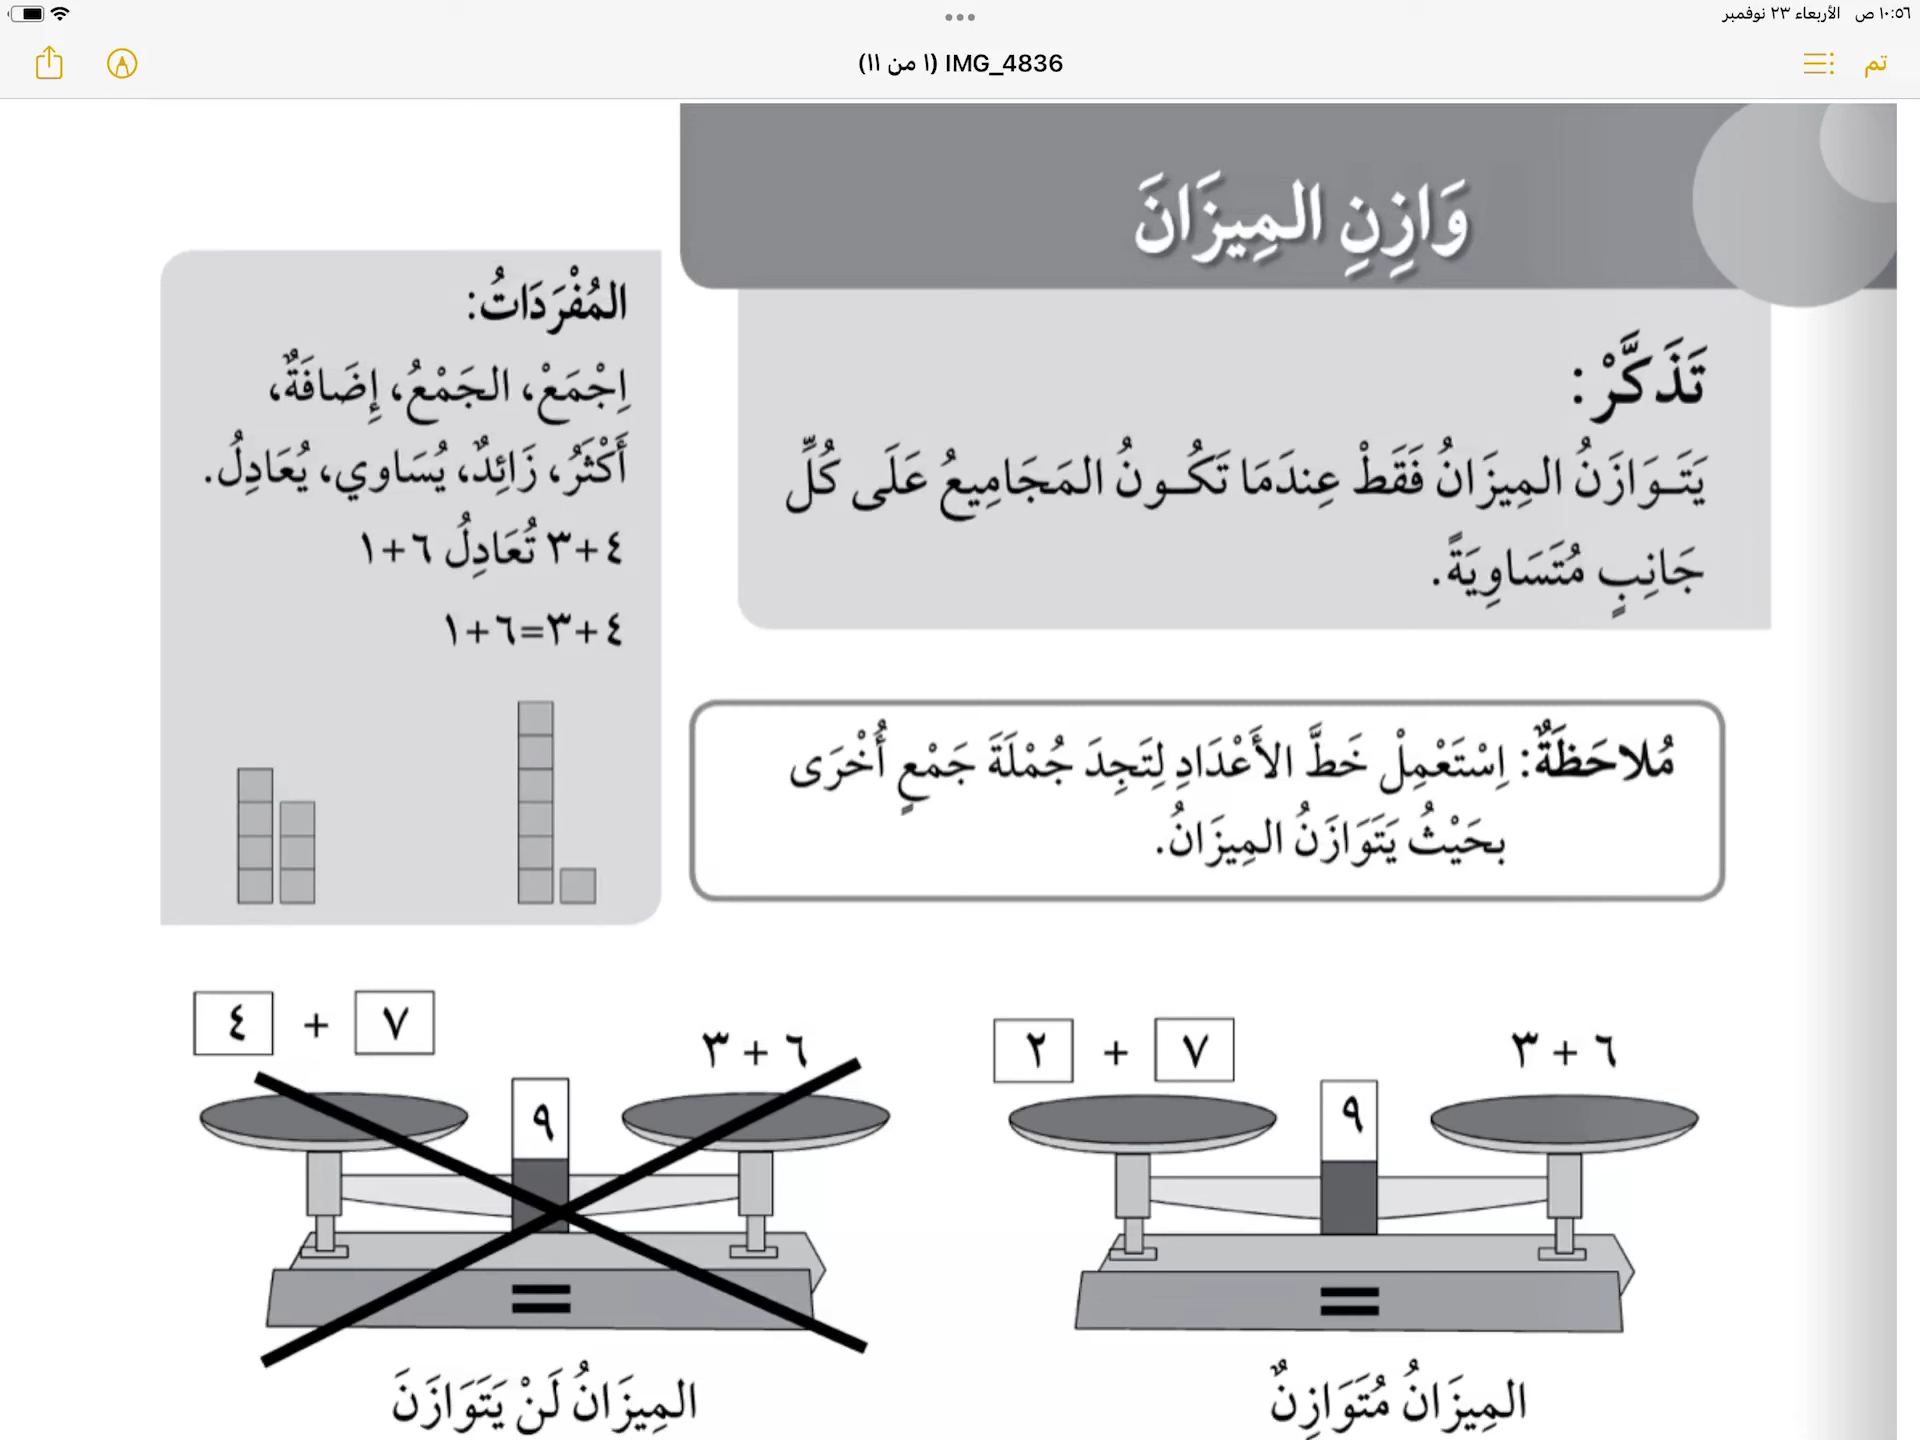 ١٠:٥٦ ص الأربعاء ٢٣ نوفمبر
تم
IMG_4836 (١ من ١١)
وَازِنِ المِيزَانَ
تَذَكَّرْ:
يَتَـوَازَنُ المِيزَانُ فَقَطْ عِندَمَا تَكُـونُ المَجَامِيعُ عَلَى كُلِّ
جَانِبٍ مُتَسَاوِيَةً.
المُفْرَدَاتُ:
اِجْمَعْ، الجَمْعُ، إِضَافَةٌ،
أَكْثَرُ، زَائِدٌ، يُسَاوي، يُعَادِلُ.
٤+٣ تُعَادِلُ ٦+١
٤+٣=٦+١
مُلاحَظَةٌ: اِسْتَعْمِلْ خَطَّ الأَعْدَادِ لِتَجِدَ جُمْلَةَ جَمْعٍ أُخْرَى
بحَيْثُ يَتَوَازَنُ المِيزَانُ.
٦ + ٣
٧ + ٢
٩
=
المِيزَانُ مُتَوَازِنٌ
٦ + ٣
٧ + ٤
٩
=
المِيزَانُ لَنْ يَتَوَازَنَ